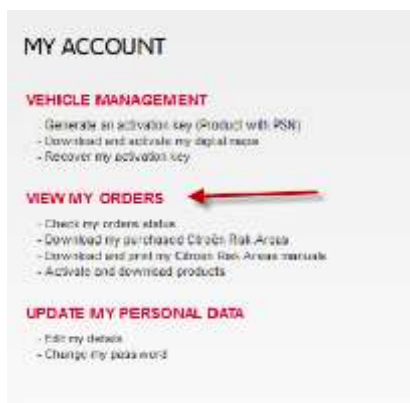 MY ACCOUNT
VEHICLE MANAGEMENT
- Generate an activation key (Product with PSN)
- Download and activate my digital maps
- Recover my activation key
VIEW MY ORDERS
- Check my orders status
- Download my purchased Citroën Risk Areas
- Download and print my Citroën Risk Areas manuals
- Activate and download products
UPDATE MY PERSONAL DATA
- Edit my details
- Change my password